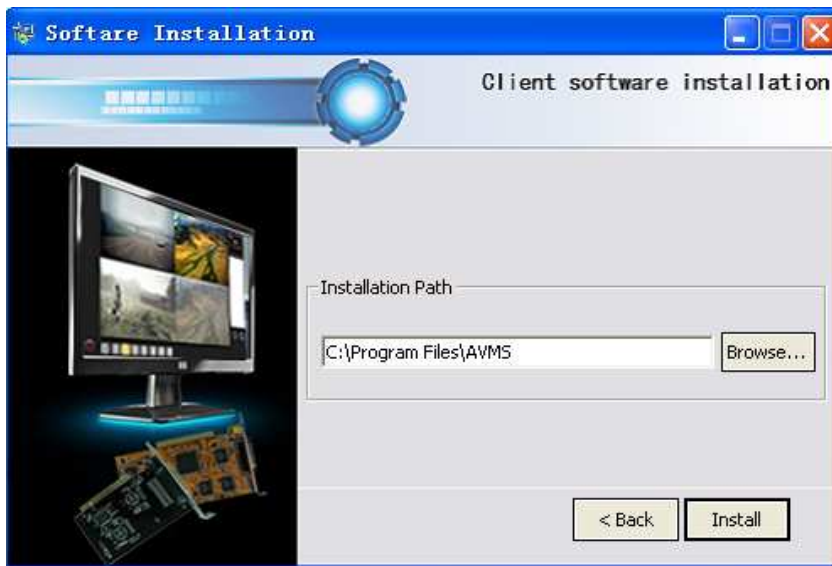 Softare Installation
Client software installation
Installation Path
C:\Program Files\AVMS
Browse...
< Back
Install